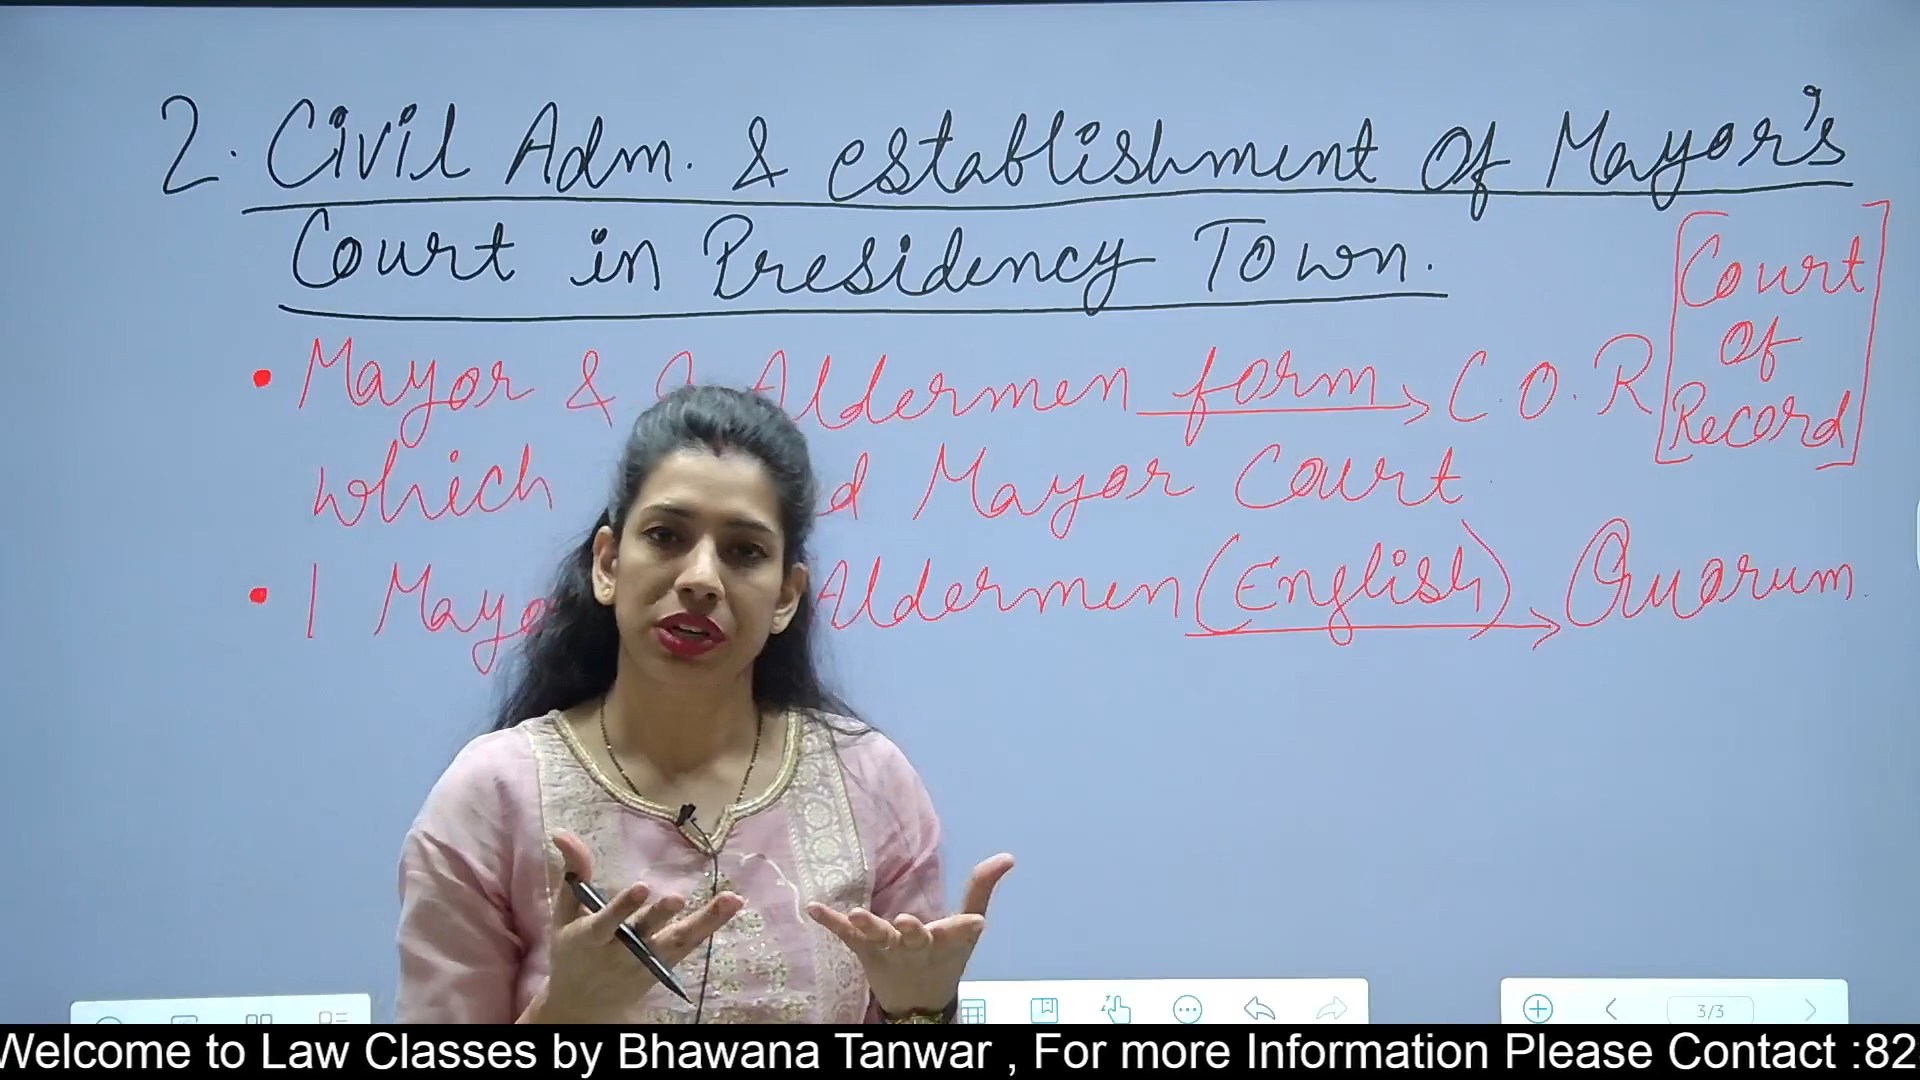 2. Civil Adm. & establishment Of Mayor's
Court in Presidency Town.
• Mayor & Aldermen form → C.O.R [Court Of Record]
which Mayor Court
• 1 Aldermen (English) → Quorum
3/3
Welcome to Law Classes by Bhawana Tanwar , For more Information Please Contact :82